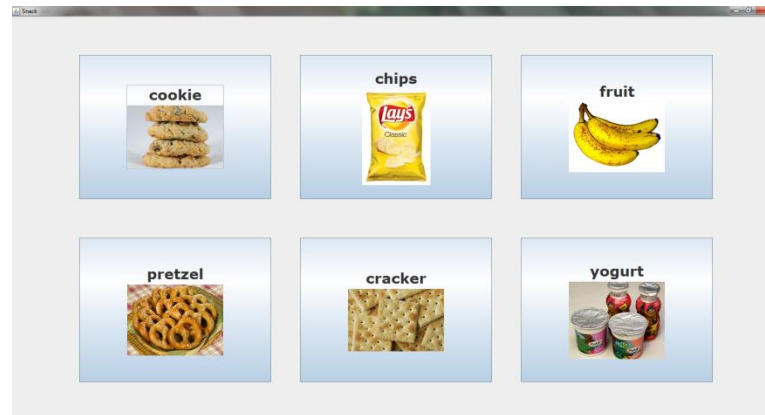 Snack
cookie
chips
Lay's
Classic
fruit
pretzel
cracker
yogurt